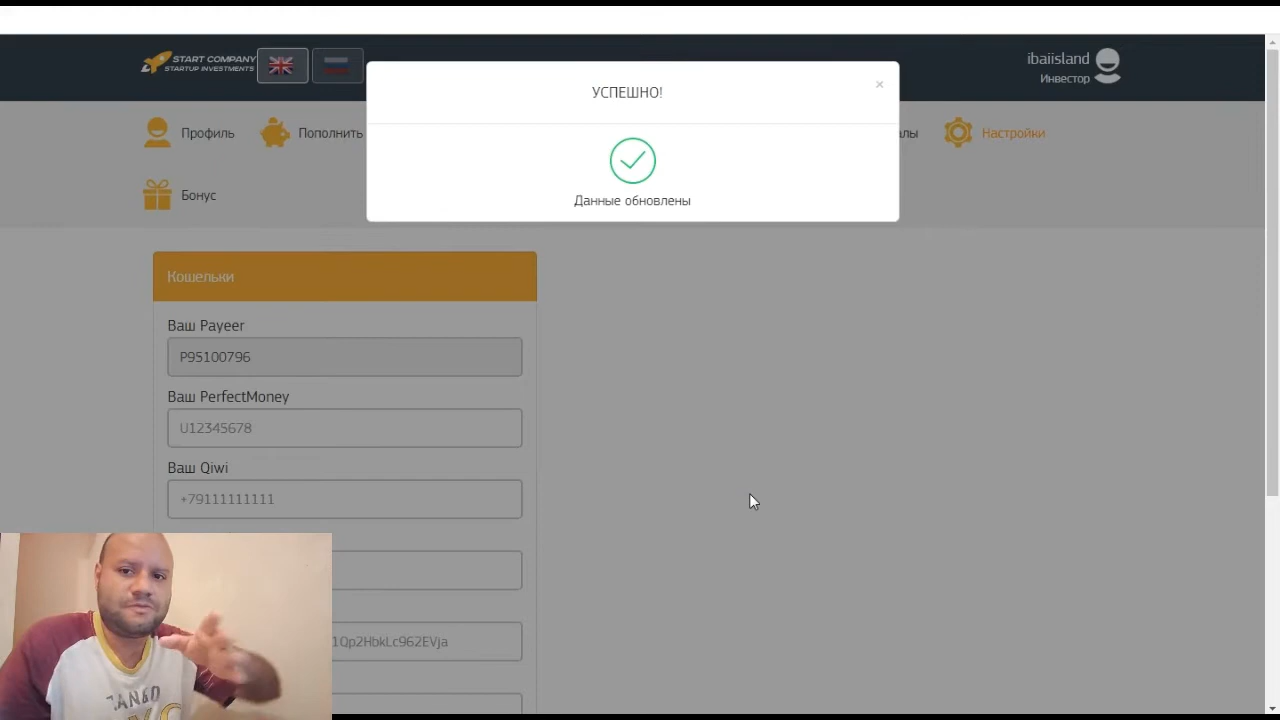 START COMPANY
STARTUP INVESTMENTS
ibaiisland
Инвестор
УСПЕШНО!
×
Данные обновлены
Профиль
Пополнить
Настройки
Бонус
Кошельки
Ваш Payeer
P95100796
Ваш PerfectMoney
U12345678
Ваш Qiwi
+79111111111
1Qp2HbkLc962EVja